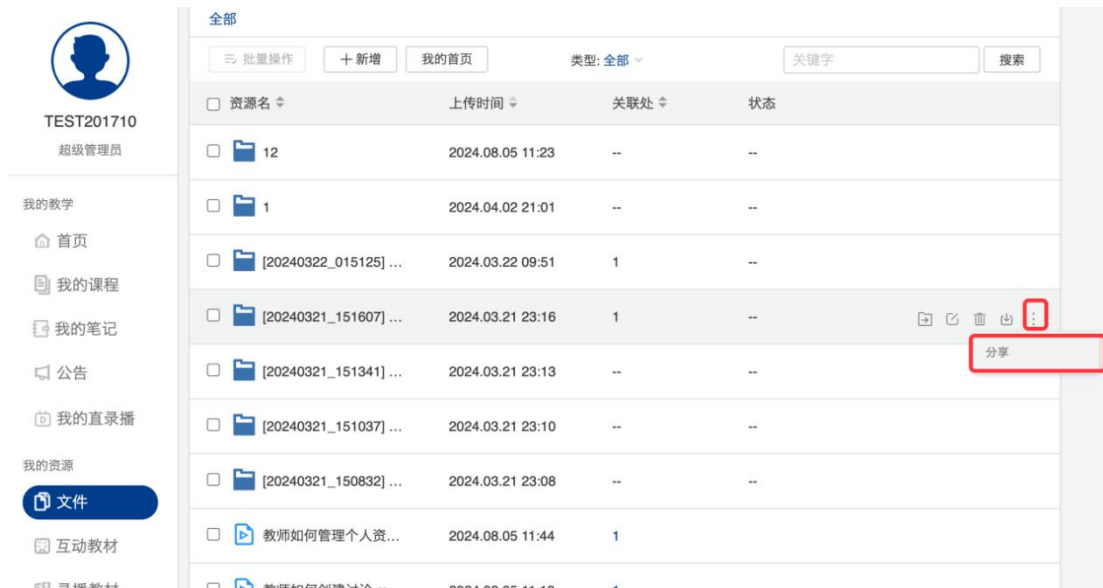 TEST201710
超级管理员
我的教学
首页
我的课程
我的笔记
公告
我的直录播
我的资源
文件
互动教材
录播教材
全部
批量操作 新增 我的首页 类型: 全部 关键字 搜索
资源名 上传时间 关联处 状态
12 2024.08.05 11:23 -- --
1 2024.04.02 21:01 -- --
[20240322_015125] ... 2024.03.22 09:51 1 --
[20240321_151607] ... 2024.03.21 23:16 1 --
分享
[20240321_151341] ... 2024.03.21 23:13 -- --
[20240321_151037] ... 2024.03.21 23:10 -- --
[20240321_150832] ... 2024.03.21 23:08 -- --
教师如何管理个人资... 2024.08.05 11:44 1